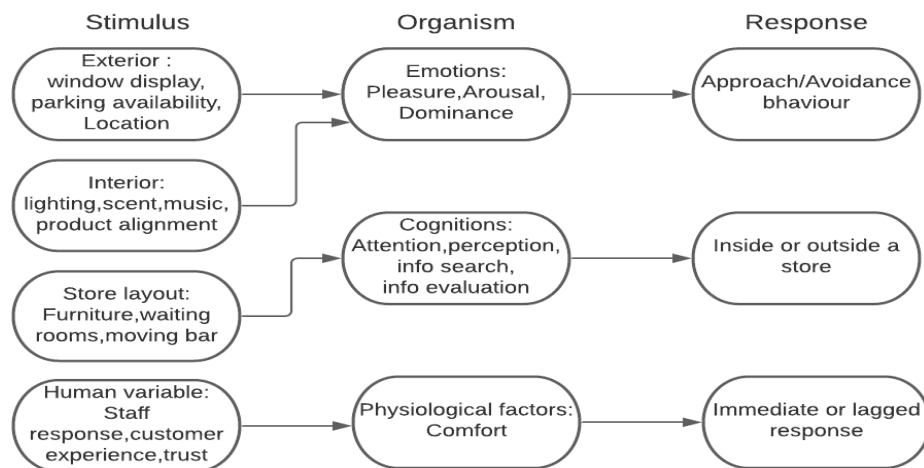 Stimulus
Organism
Response
Exterior :
window display,
parking availability,
Location
Emotions:
Pleasure,Arousal,
Dominance
Approach/Avoidance
bhaviour
Interior:
lighting,scent,music,
product alignment
Cognitions:
Attention,perception,
info search,
info evaluation
Inside or outside a
store
Store layout:
Furniture,waiting
rooms,moving bar
Human variable:
Staff
response,customer
experience,trust
Physiological factors:
Comfort
Immediate or lagged
response